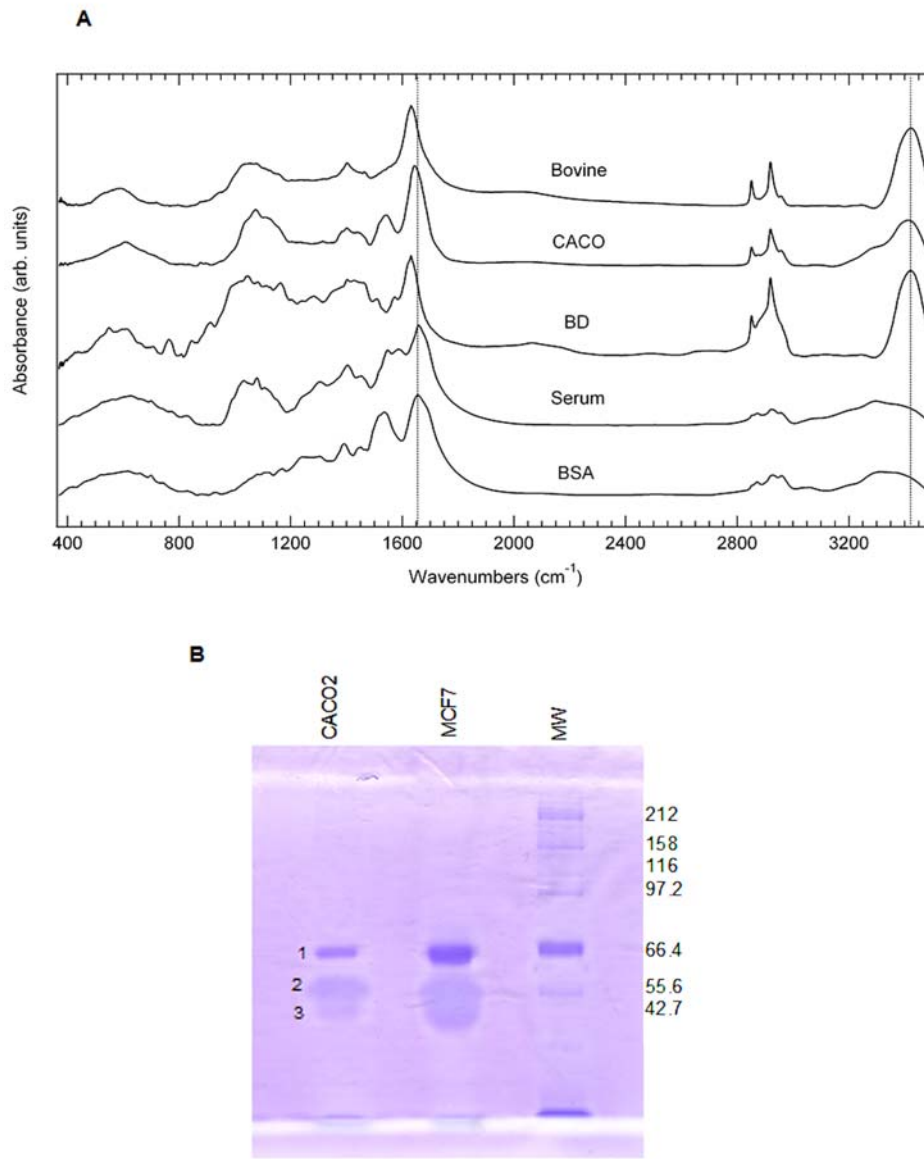 A
Bovine
CACO
BD
Serum
BSA
Absorbance (arb. units)
400 800 1200 1600 2000 2400 2800 3200
Wavenumbers (cm⁻¹)
B
CACO2 MCF7 MW
212
158
116
97.2
1 66.4
2 55.6
3 42.7